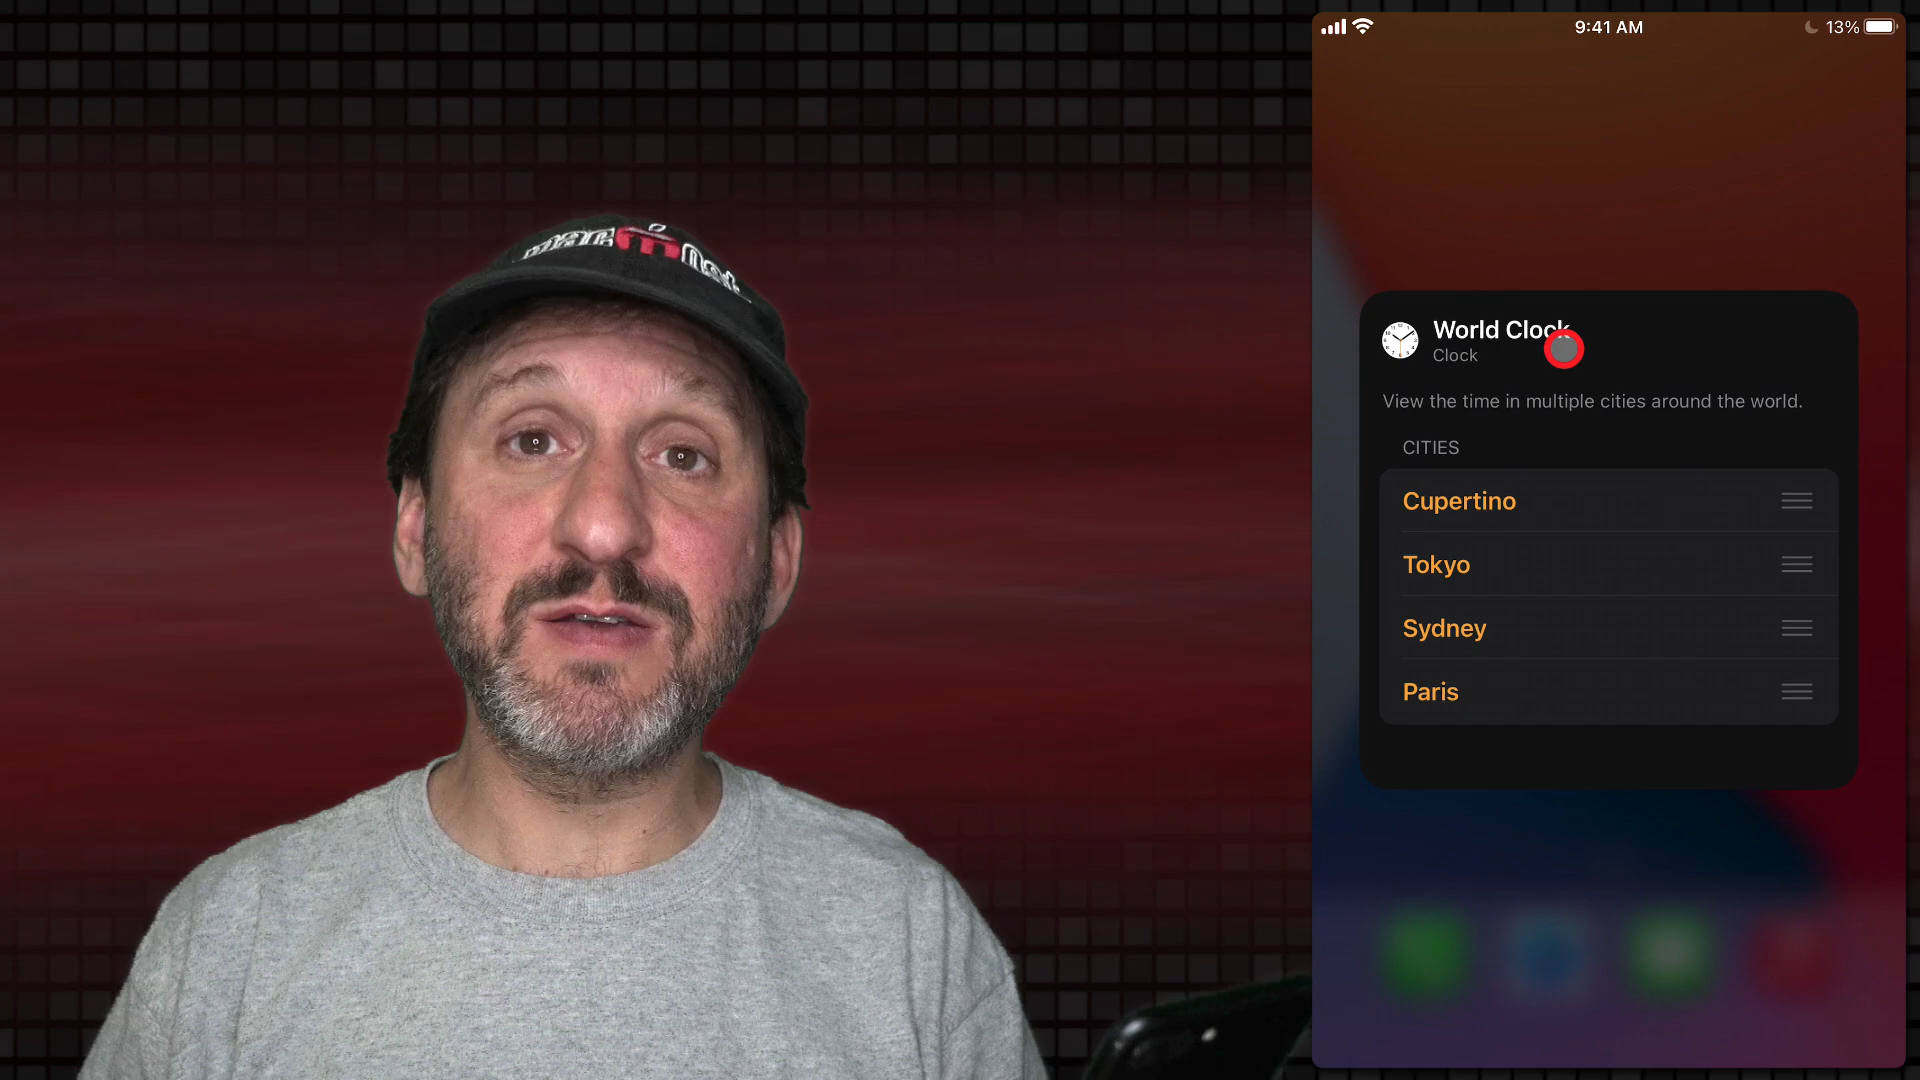 macmost
9:41 AM
13%
World Clock
Clock
View the time in multiple cities around the world.
CITIES
Cupertino
Tokyo
Sydney
Paris